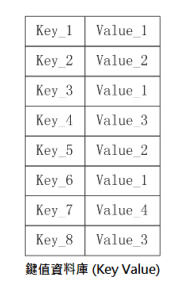 Key_1 Value_1
Key_2 Value_2
Key_3 Value_1
Key_4 Value_3
Key_5 Value_2
Key_6 Value_1
Key_7 Value_4
Key_8 Value_3
鍵值資料庫 (Key Value)